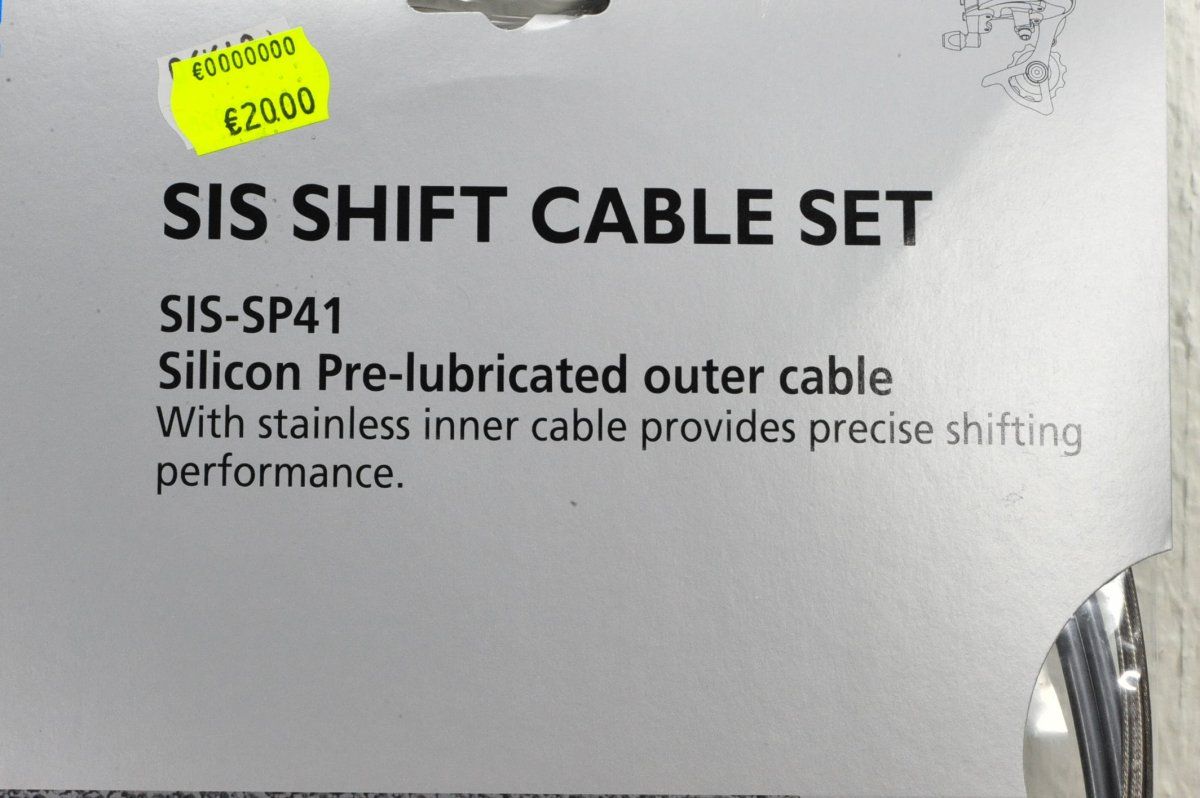 €0000000
€20.00
SIS SHIFT CABLE SET
SIS-SP41
Silicon Pre-lubricated outer cable
With stainless inner cable provides precise shifting
performance.